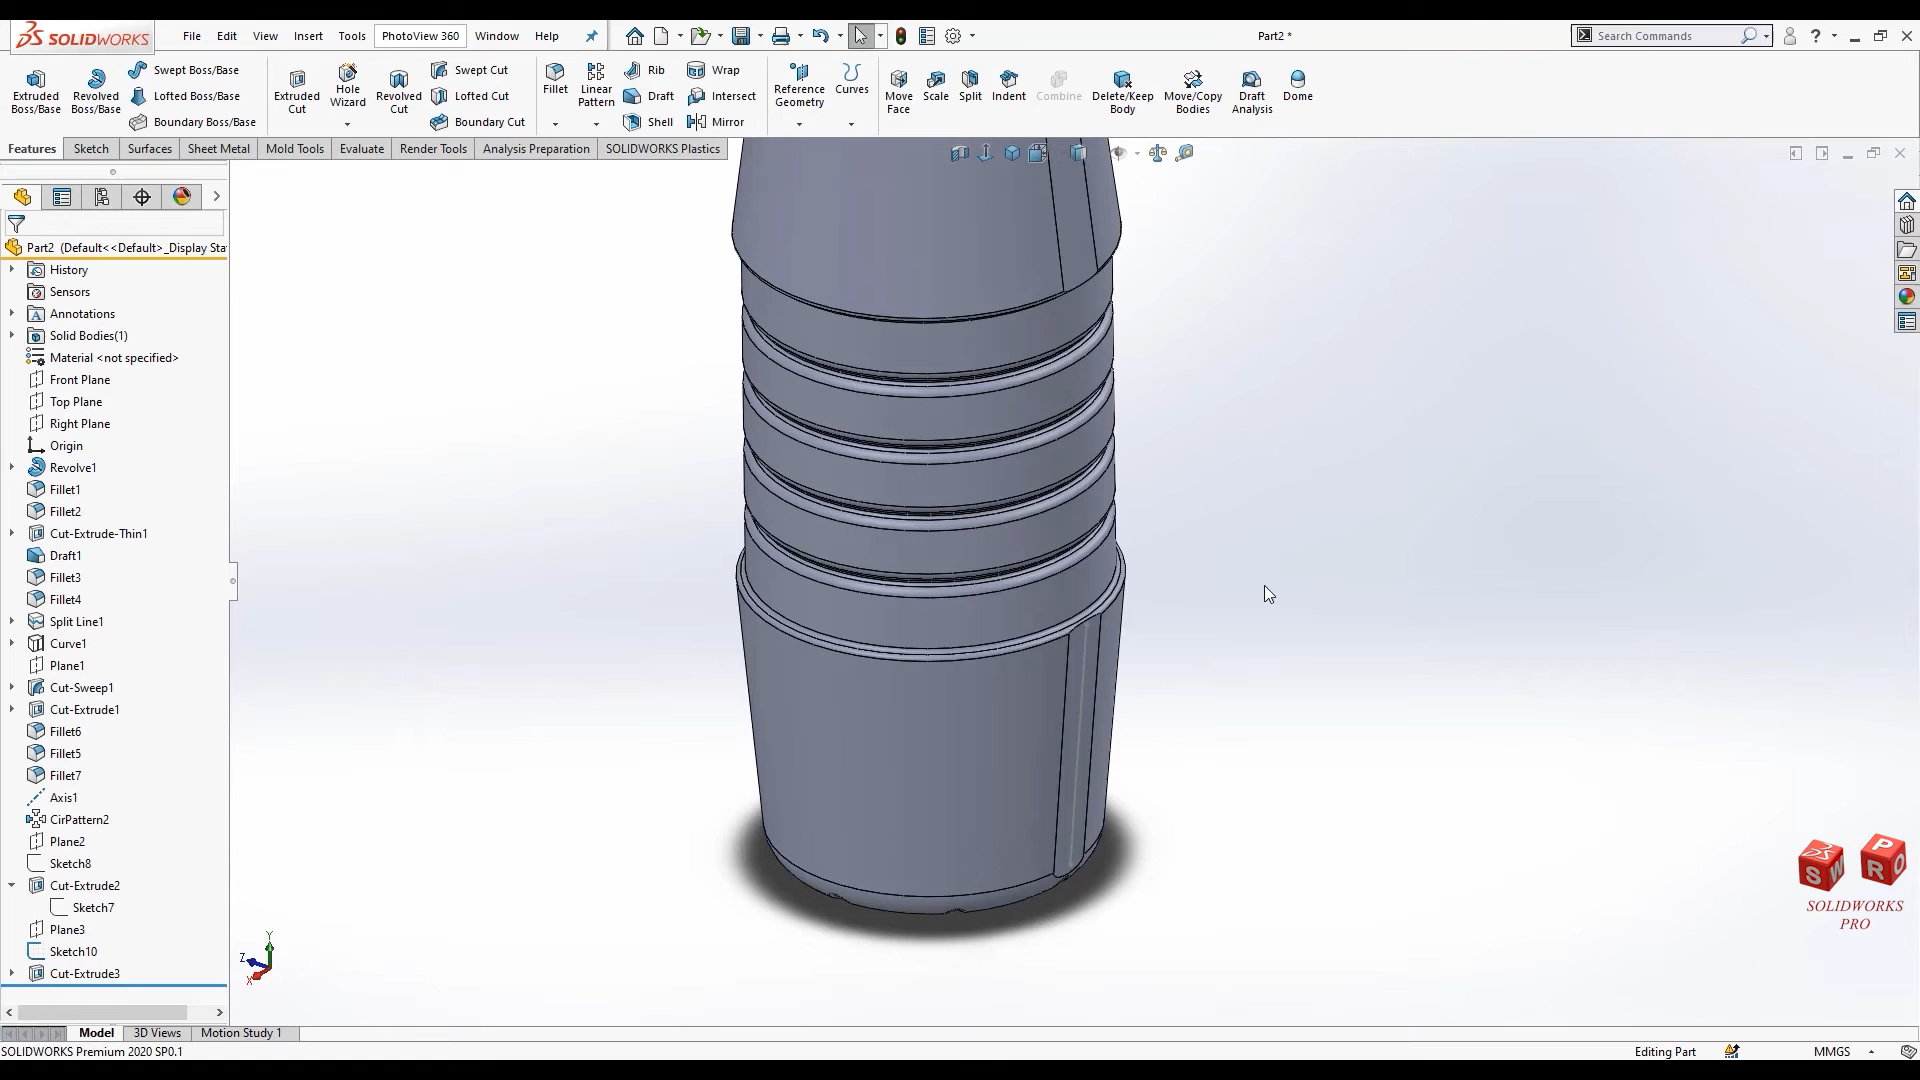 SOLIDWORKS
File Edit View Insert Tools PhotoView 360 Window Help
Part2 *
Search Commands
Extruded Boss/Base
Revolved Boss/Base
Swept Boss/Base
Lofted Boss/Base
Boundary Boss/Base
Extruded Cut
Hole Wizard
Revolved Cut
Swept Cut
Lofted Cut
Boundary Cut
Fillet
Linear Pattern
Rib
Draft
Shell
Wrap
Intersect
Mirror
Reference Geometry
Curves
Move Face
Scale
Split
Indent
Combine
Delete/Keep Body
Move/Copy Bodies
Draft Analysis
Dome
Features Sketch Surfaces Sheet Metal Mold Tools Evaluate Render Tools Analysis Preparation SOLIDWORKS Plastics
Part2 (Default<<Default>_Display Sta
History
Sensors
Annotations
Solid Bodies(1)
Material <not specified>
Front Plane
Top Plane
Right Plane
Origin
Revolve1
Fillet1
Fillet2
Cut-Extrude-Thin1
Draft1
Fillet3
Fillet4
Split Line1
Curve1
Plane1
Cut-Sweep1
Cut-Extrude1
Fillet6
Fillet5
Fillet7
Axis1
CirPattern2
Plane2
Sketch8
Cut-Extrude2
Sketch7
Plane3
Sketch10
Cut-Extrude3
Y
Z
X
S W P R O
SOLIDWORKS
PRO
Model 3D Views Motion Study 1
SOLIDWORKS Premium 2020 SP0.1
Editing Part
MMGS